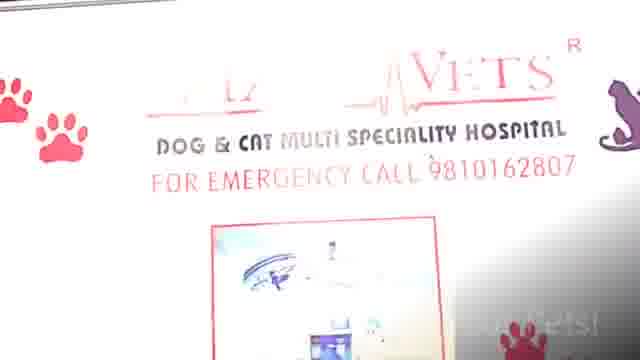 VETS ®
DOG & CAT MULTI SPECIALITY HOSPITAL
FOR EMERGENCY CALL 9810162807